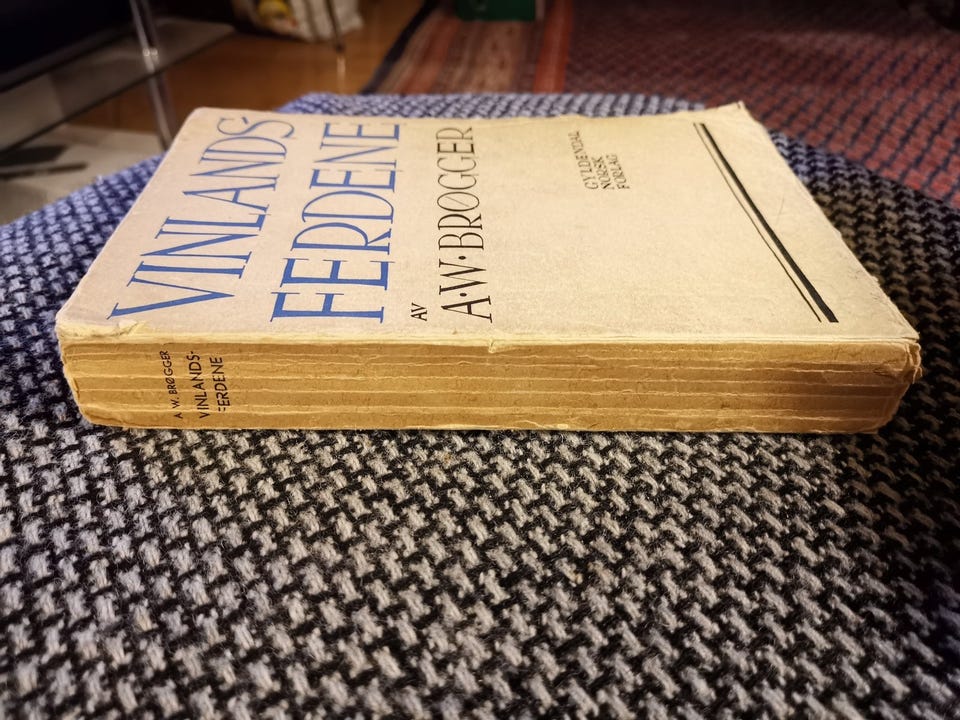 VINLANDS
FERDENE
AV
A·W·BRØGGER
GYLDENDAL
NORSK
FORLAG
A. W. BRØGGER
VINLANDS-
FERDENE